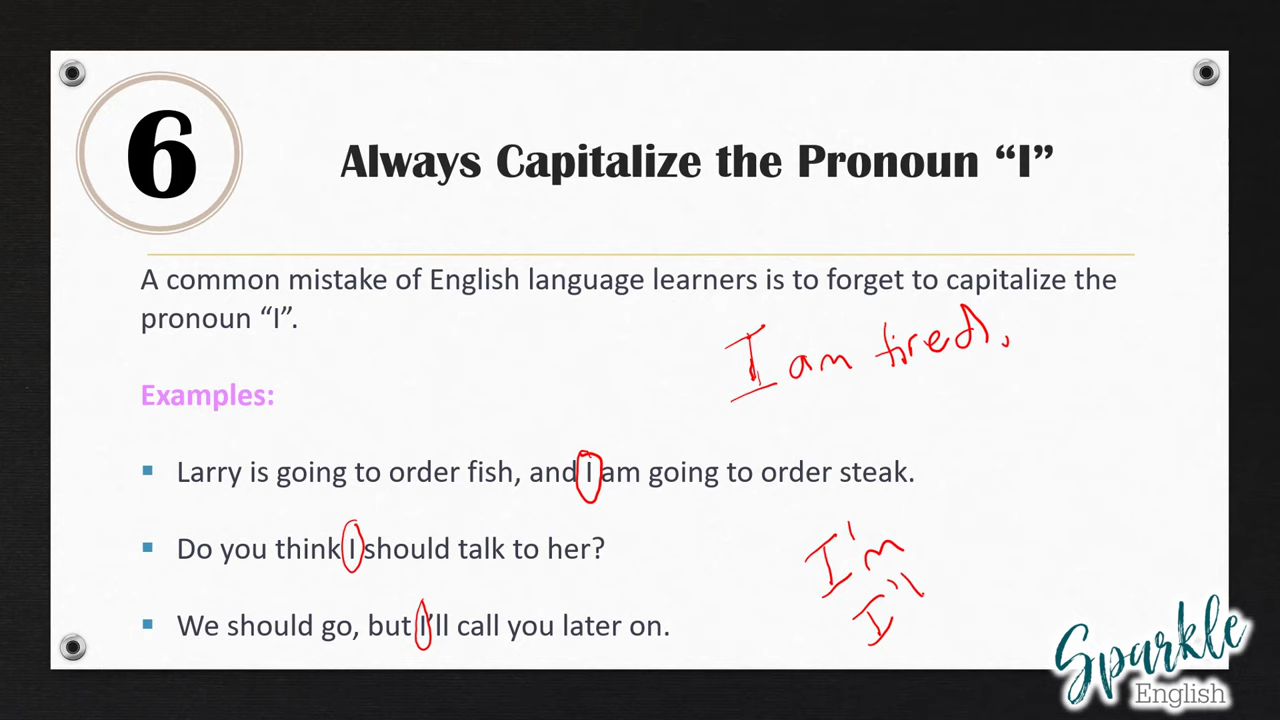 6
Always Capitalize the Pronoun “I”
A common mistake of English language learners is to forget to capitalize the
pronoun “I”.
I am tired.
Examples:
Larry is going to order fish, and I am going to order steak.
Do you think I should talk to her?
I'm
We should go, but I’ll call you later on.
I'l
Sparkle
English